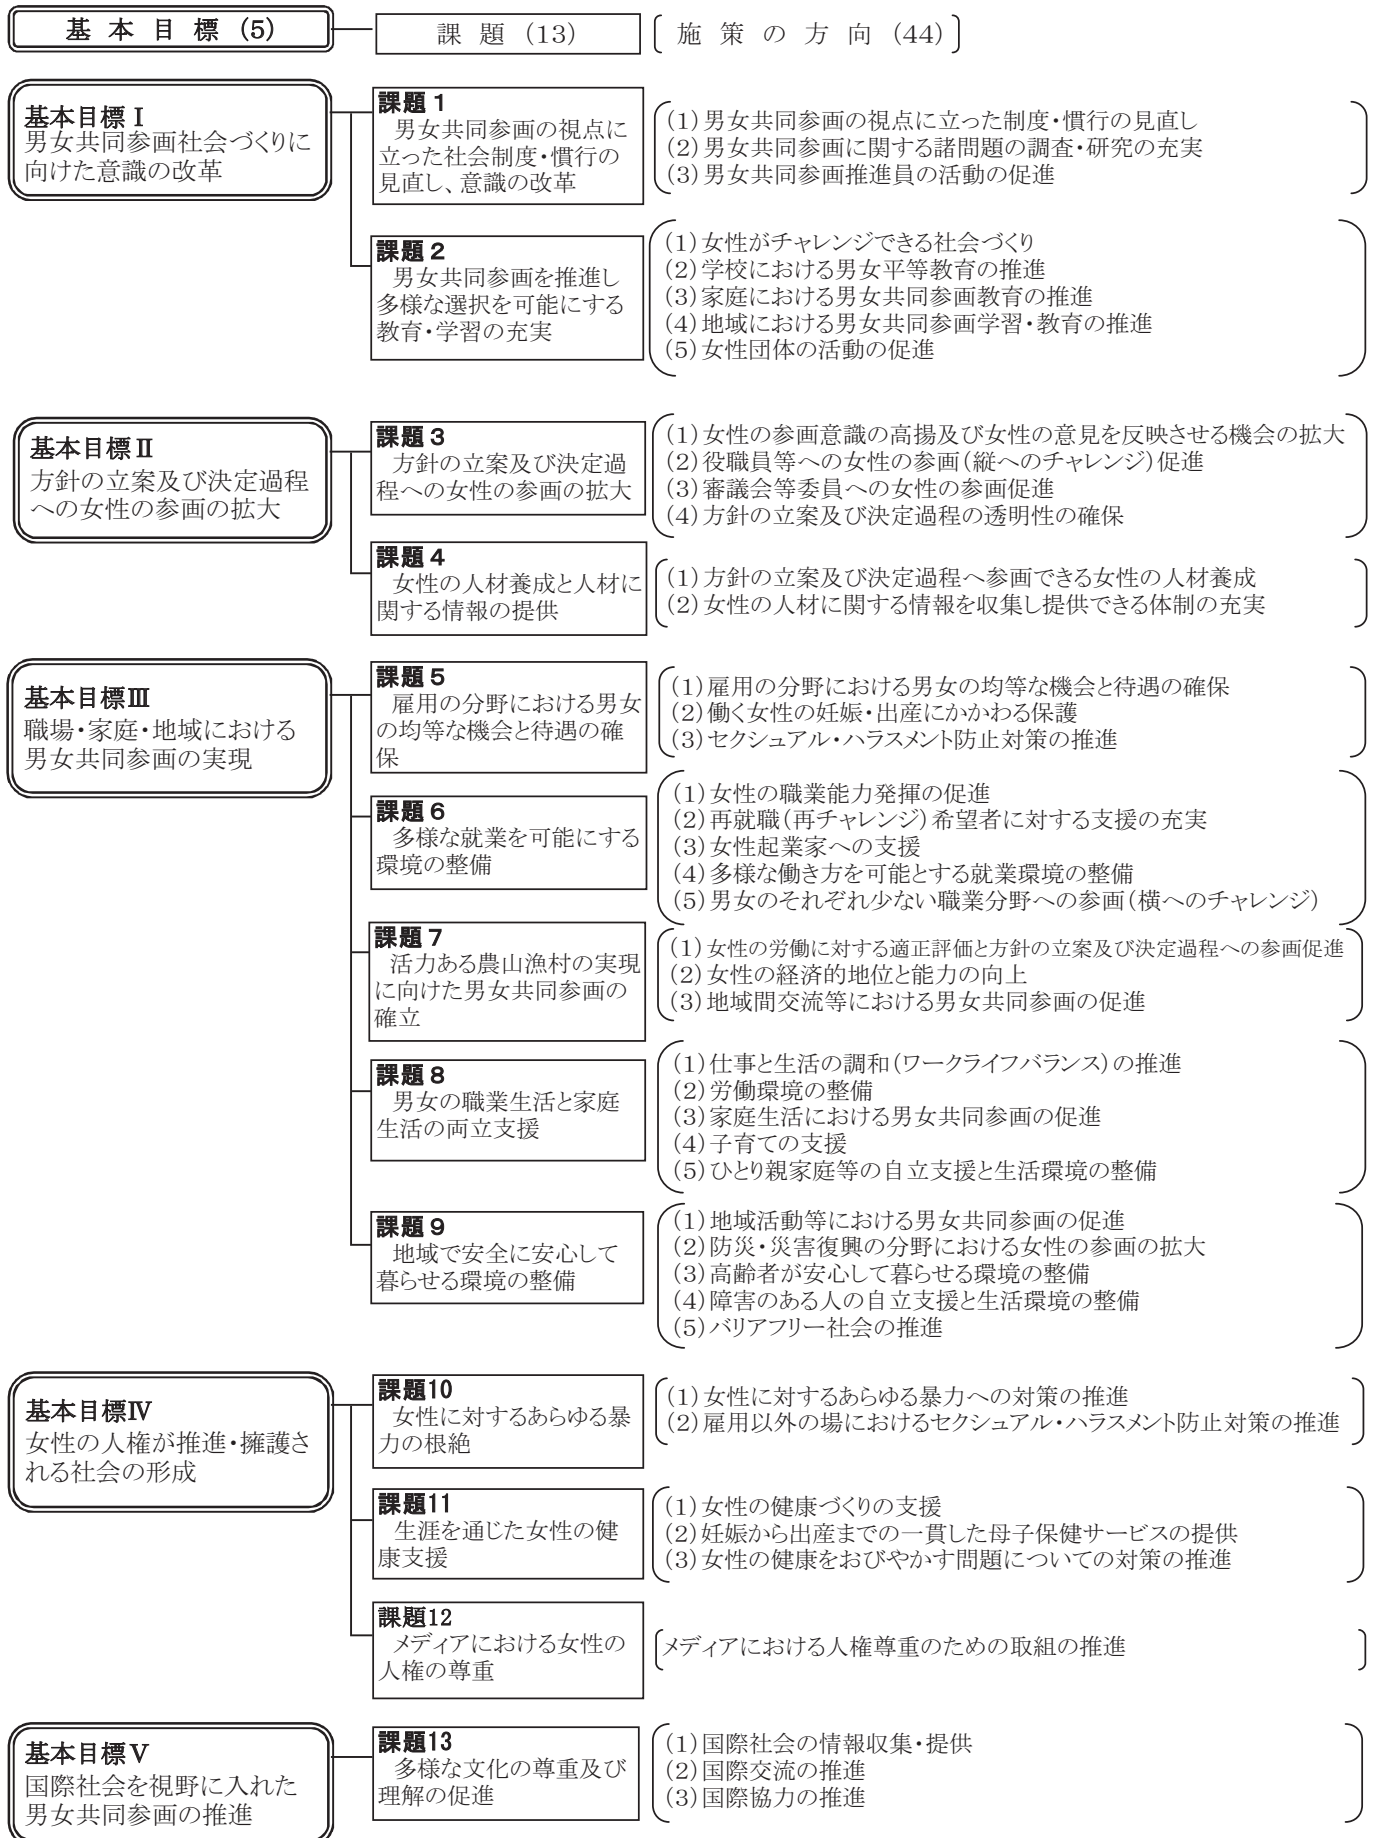 基 本 目 標 (5)
課 題 (13)
施 策 の 方 向 (44)
基本目標Ⅰ
男女共同参画社会づくりに
向けた意識の改革
課題１
男女共同参画の視点に
立った社会制度・慣行の
見直し、意識の改革
(1)男女共同参画の視点に立った制度・慣行の見直し
(2)男女共同参画に関する諸問題の調査・研究の充実
(3)男女共同参画推進員の活動の促進
課題２
男女共同参画を推進し
多様な選択を可能にする
教育・学習の充実
(1)女性がチャレンジできる社会づくり
(2)学校における男女平等教育の推進
(3)家庭における男女共同参画教育の推進
(4)地域における男女共同参画学習・教育の推進
(5)女性団体の活動の促進
基本目標Ⅱ
方針の立案及び決定過程
への女性の参画の拡大
課題３
方針の立案及び決定過
程への女性の参画の拡大
(1)女性の参画意識の高揚及び女性の意見を反映させる機会の拡大
(2)役職員等への女性の参画(縦へのチャレンジ)促進
(3)審議会等委員への女性の参画促進
(4)方針の立案及び決定過程の透明性の確保
課題４
女性の人材養成と人材に
関する情報の提供
(1)方針の立案及び決定過程へ参画できる女性の人材養成
(2)女性の人材に関する情報を収集し提供できる体制の充実
基本目標Ⅲ
職場・家庭・地域における
男女共同参画の実現
課題５
雇用の分野における男女
の均等な機会と待遇の確
保
(1)雇用の分野における男女の均等な機会と待遇の確保
(2)働く女性の妊娠・出産にかかわる保護
(3)セクシュアル・ハラスメント防止対策の推進
課題６
多様な就業を可能にする
環境の整備
(1)女性の職業能力発揮の促進
(2)再就職(再チャレンジ)希望者に対する支援の充実
(3)女性起業家への支援
(4)多様な働き方を可能とする就業環境の整備
(5)男女のそれぞれ少ない職業分野への参画(横へのチャレンジ)
課題７
活力ある農山漁村の実現
に向けた男女共同参画の
確立
(1)女性の労働に対する適正評価と方針の立案及び決定過程への参画促進
(2)女性の経済的地位と能力の向上
(3)地域間交流等における男女共同参画の促進
課題８
男女の職業生活と家庭
生活の両立支援
(1)仕事と生活の調和(ワークライフバランス)の推進
(2)労働環境の整備
(3)家庭生活における男女共同参画の促進
(4)子育ての支援
(5)ひとり親家庭等の自立支援と生活環境の整備
課題９
地域で安全に安心して
暮らせる環境の整備
(1)地域活動等における男女共同参画の促進
(2)防災・災害復興の分野における女性の参画の拡大
(3)高齢者が安心して暮らせる環境の整備
(4)障害のある人の自立支援と生活環境の整備
(5)バリアフリー社会の推進
基本目標Ⅳ
女性の人権が推進・擁護さ
れる社会の形成
課題10
女性に対するあらゆる暴
力の根絶
(1)女性に対するあらゆる暴力への対策の推進
(2)雇用以外の場におけるセクシュアル・ハラスメント防止対策の推進
課題11
生涯を通じた女性の健
康支援
(1)女性の健康づくりの支援
(2)妊娠から出産までの一貫した母子保健サービスの提供
(3)女性の健康をおびやかす問題についての対策の推進
課題12
メディアにおける女性の
人権の尊重
メディアにおける人権尊重のための取組の推進
基本目標Ⅴ
国際社会を視野に入れた
男女共同参画の推進
課題13
多様な文化の尊重及び
理解の促進
(1)国際社会の情報収集・提供
(2)国際交流の推進
(3)国際協力の推進